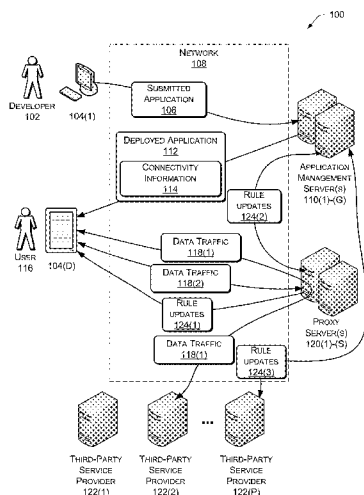 100
NETWORK
108
DEVELOPER
102
104(1)
SUBMITTED
APPLICATION
106
DEPLOYED APPLICATION
112
CONNECTIVITY
INFORMATION
114
APPLICATION
MANAGEMENT
SERVER(S)
110(1)-(G)
RULE UPDATES
124(2)
USER
116
104(D)
DATA TRAFFIC
118(1)
DATA TRAFFIC
118(2)
RULE
UPDATES
124(1)
DATA TRAFFIC
118(1)
PROXY
SERVER(S)
120(1)-(S)
RULE
UPDATES
124(3)
...
THIRD-PARTY
SERVICE
PROVIDER
122(1)
THIRD-PARTY
SERVICE
PROVIDER
122(2)
THIRD-PARTY
SERVICE
PROVIDER
122(P)